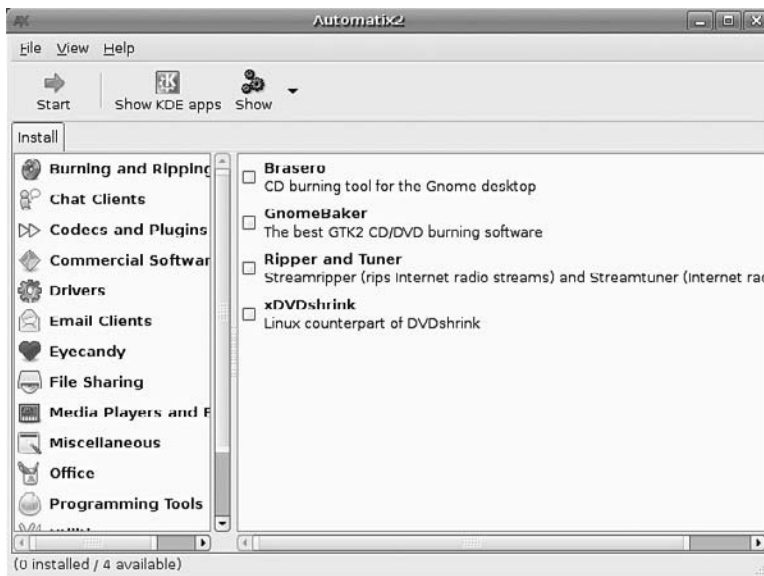 Automatix2
File View Help
Start Show KDE apps Show
Install
Burning and Ripping
Chat Clients
Codecs and Plugins
Commercial Softwar
Drivers
Email Clients
Eyecandy
File Sharing
Media Players and E
Miscellaneous
Office
Programming Tools
Brasero
CD burning tool for the Gnome desktop
GnomeBaker
The best GTK2 CD/DVD burning software
Ripper and Tuner
Streamripper (rips Internet radio streams) and Streamtuner (Internet rad
xDVDshrink
Linux counterpart of DVDshrink
(0 installed / 4 available)